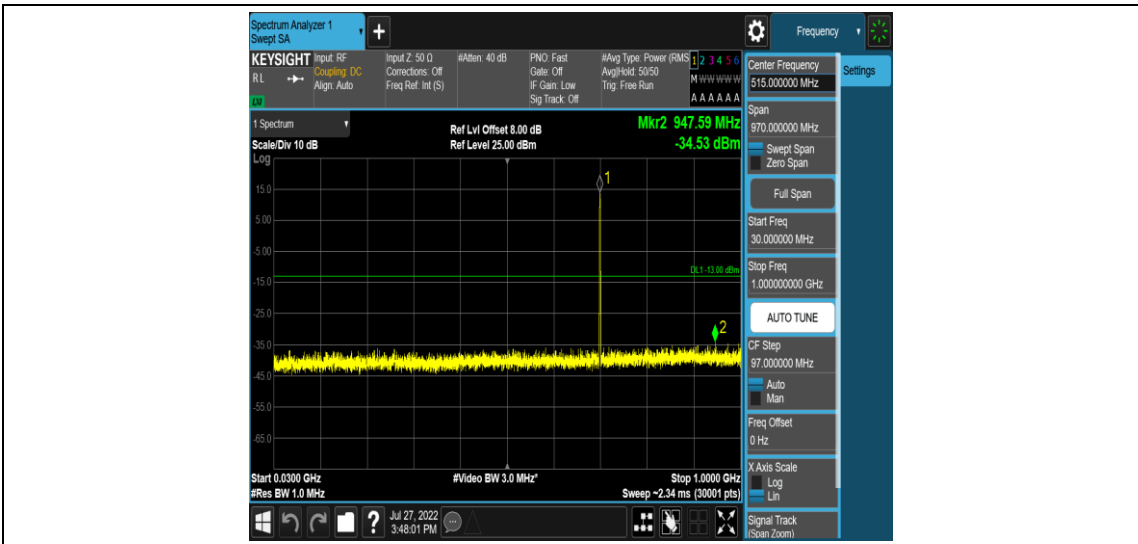 Spectrum Analyzer 1
Swept SA
+
Frequency
KEYSIGHT
RL
LXI
Input: RF
Coupling: DC
Align: Auto
Input Z: 50 Ω
Corrections: Off
Freq Ref: Int (S)
#Atten: 40 dB
PNO: Fast
Gate: Off
IF Gain: Low
Sig Track: Off
#Avg Type: Power (RMS
Avg|Hold: 50/50
Trig: Free Run
1 2 3 4 5 6
M W W W W W
A A A A A A
1 Spectrum
Scale/Div 10 dB
Log
Ref Lvl Offset 8.00 dB
Ref Level 25.00 dBm
Mkr2 947.59 MHz
-34.53 dBm
15.0
5.00
-5.00
-15.0
-25.0
-35.0
-45.0
-55.0
-65.0
1
DL1 -13.00 dBm
2
Start 0.0300 GHz
#Res BW 1.0 MHz
#Video BW 3.0 MHz*
Stop 1.0000 GHz
Sweep ~2.34 ms (30001 pts)
Center Frequency
515.000000 MHz
Settings
Span
970.000000 MHz
Swept Span
Zero Span
Full Span
Start Freq
30.000000 MHz
Stop Freq
1.000000000 GHz
AUTO TUNE
CF Step
97.000000 MHz
Auto
Man
Freq Offset
0 Hz
X Axis Scale
Log
Lin
Signal Track
(Span Zoom)
?
Jul 27, 2022
3:48:01 PM